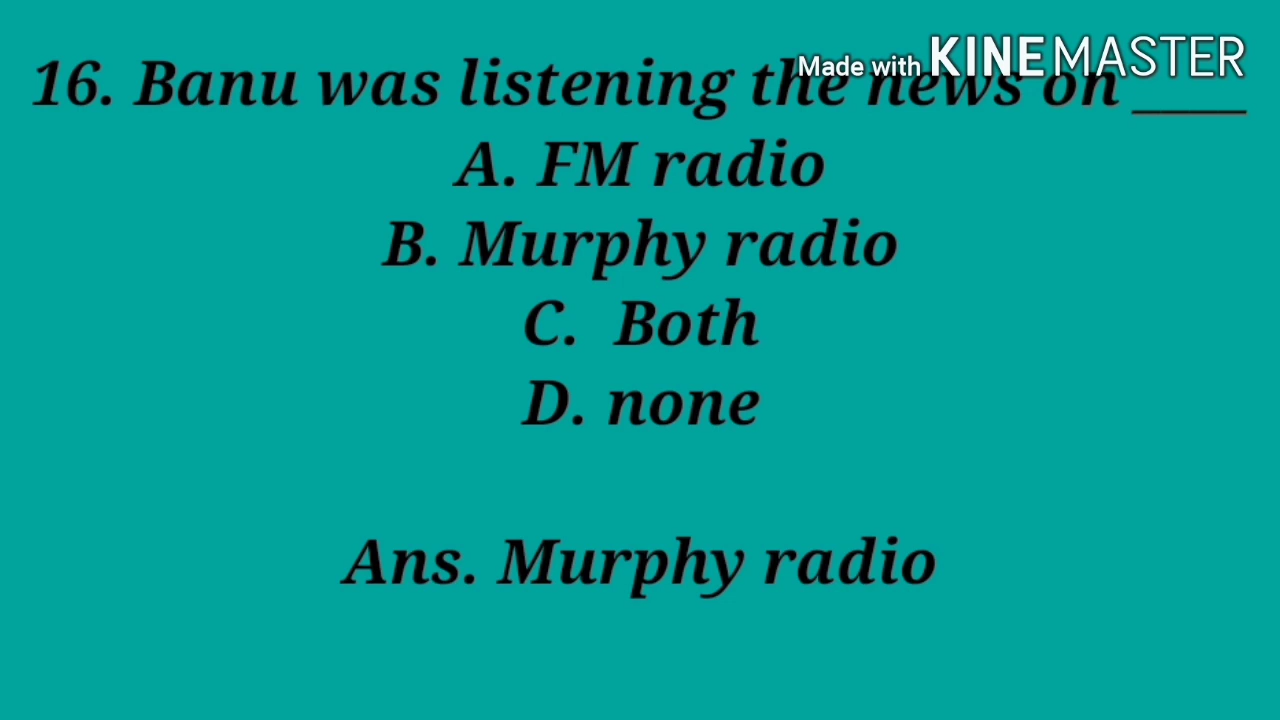 Made with KINEMASTER
16. Banu was listening the news on _____
A. FM radio
B. Murphy radio
C. Both
D. none
Ans. Murphy radio